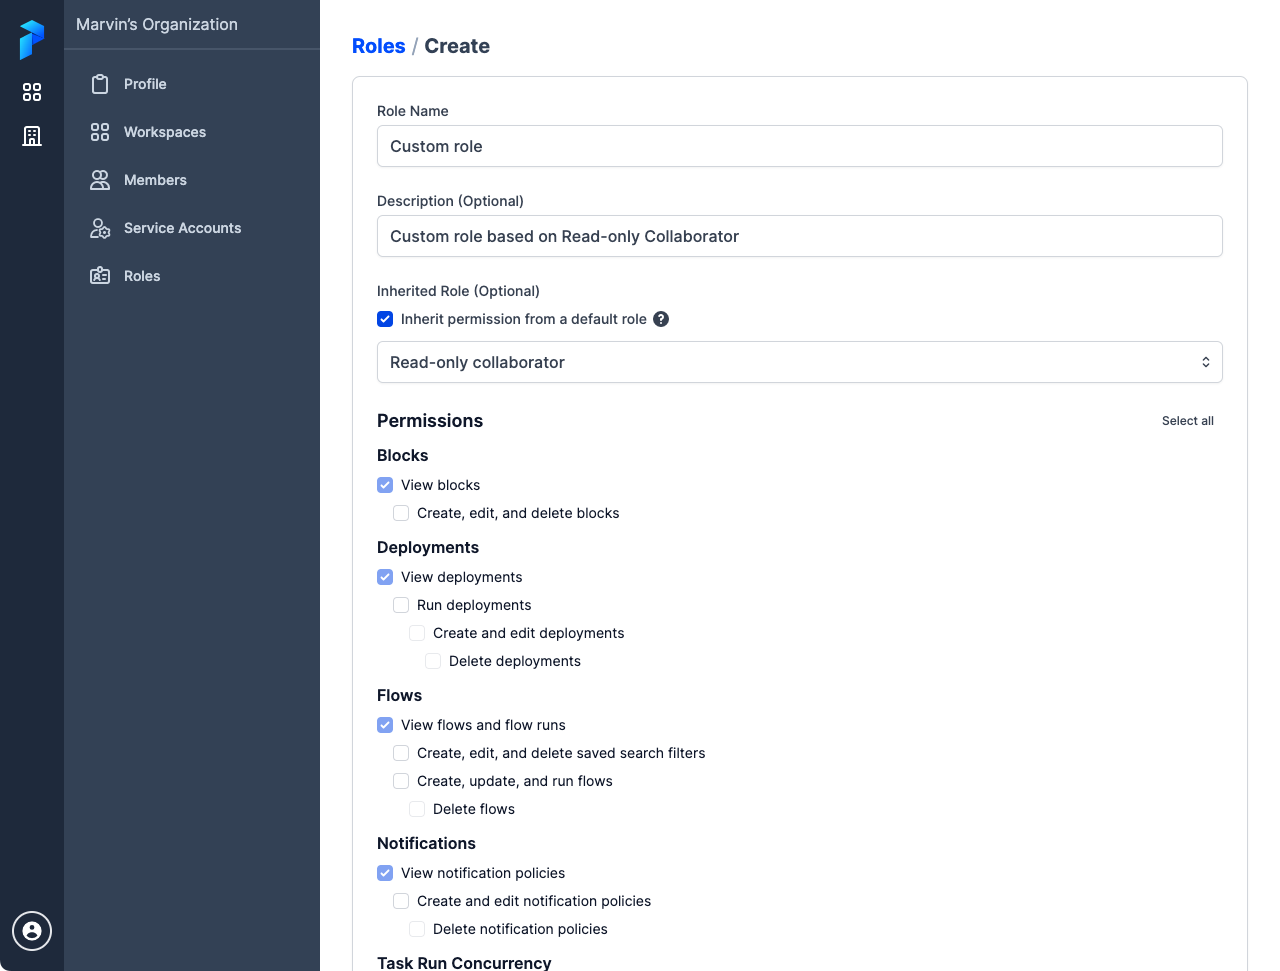 Marvin's Organization
Profile
Workspaces
Members
Service Accounts
Roles
Roles / Create
Role Name
Custom role
Description (Optional)
Custom role based on Read-only Collaborator
Inherited Role (Optional)
Inherit permission from a default role ?
Read-only collaborator
Permissions
Select all
Blocks
View blocks
Create, edit, and delete blocks
Deployments
View deployments
Run deployments
Create and edit deployments
Delete deployments
Flows
View flows and flow runs
Create, edit, and delete saved search filters
Create, update, and run flows
Delete flows
Notifications
View notification policies
Create and edit notification policies
Delete notification policies
Task Run Concurrency